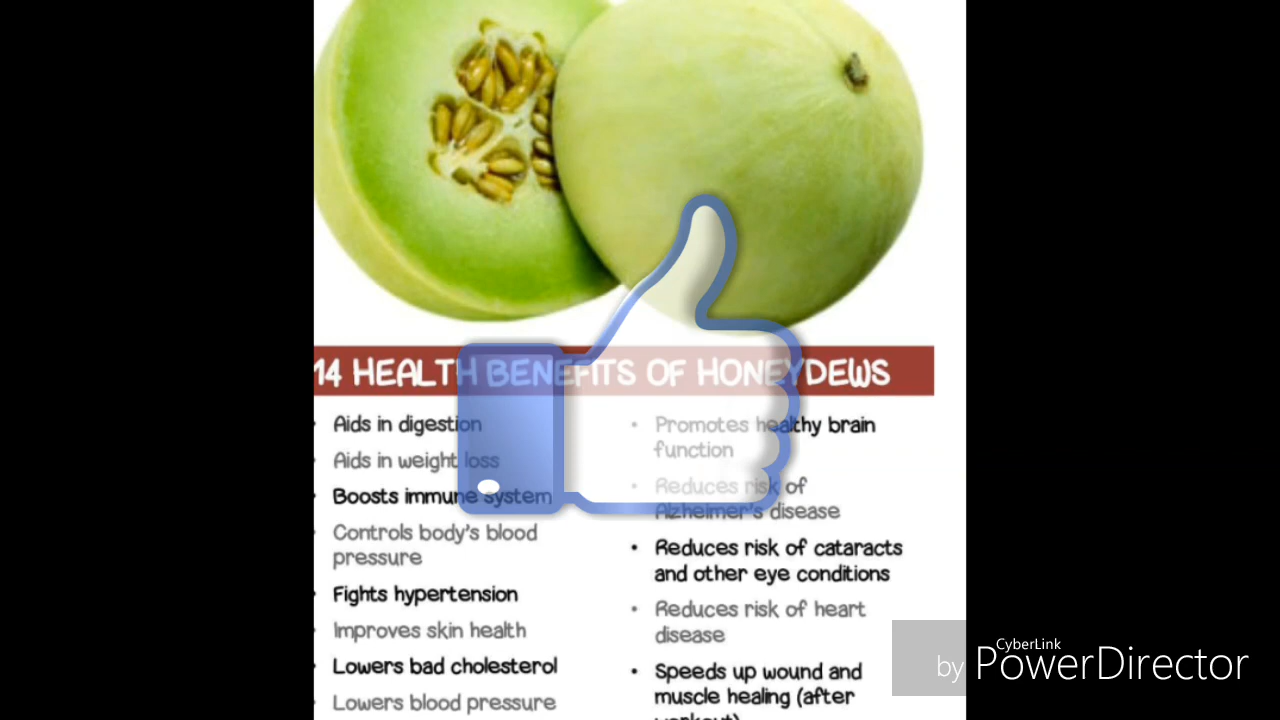 14 HEALTH BENEFITS OF HONEYDEWS
• Aids in digestion
• Aids in weight loss
• Boosts immune system
• Controls body's blood
pressure
• Fights hypertension
• Improves skin health
• Lowers bad cholesterol
• Lowers blood pressure
• Promotes healthy brain
function
• Reduces risk of
Alzheimer's disease
• Reduces risk of cataracts
and other eye conditions
• Reduces risk of heart
disease
• Speeds up wound and
muscle healing (after
workout)
by CyberLink
PowerDirector